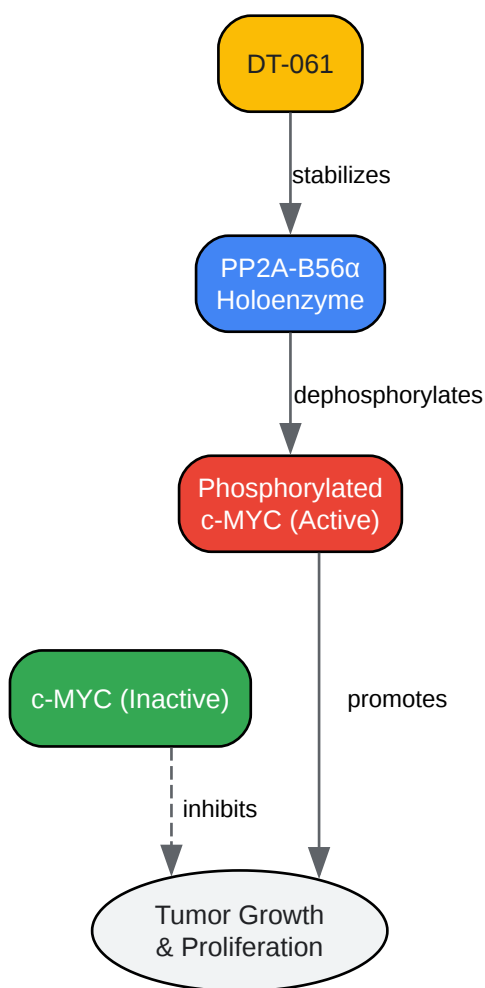 DT-061
stabilizes
PP2A-B56α
Holoenzyme
dephosphorylates
Phosphorylated
c-MYC (Active)
c-MYC (Inactive)
promotes
inhibits
Tumor Growth
& Proliferation